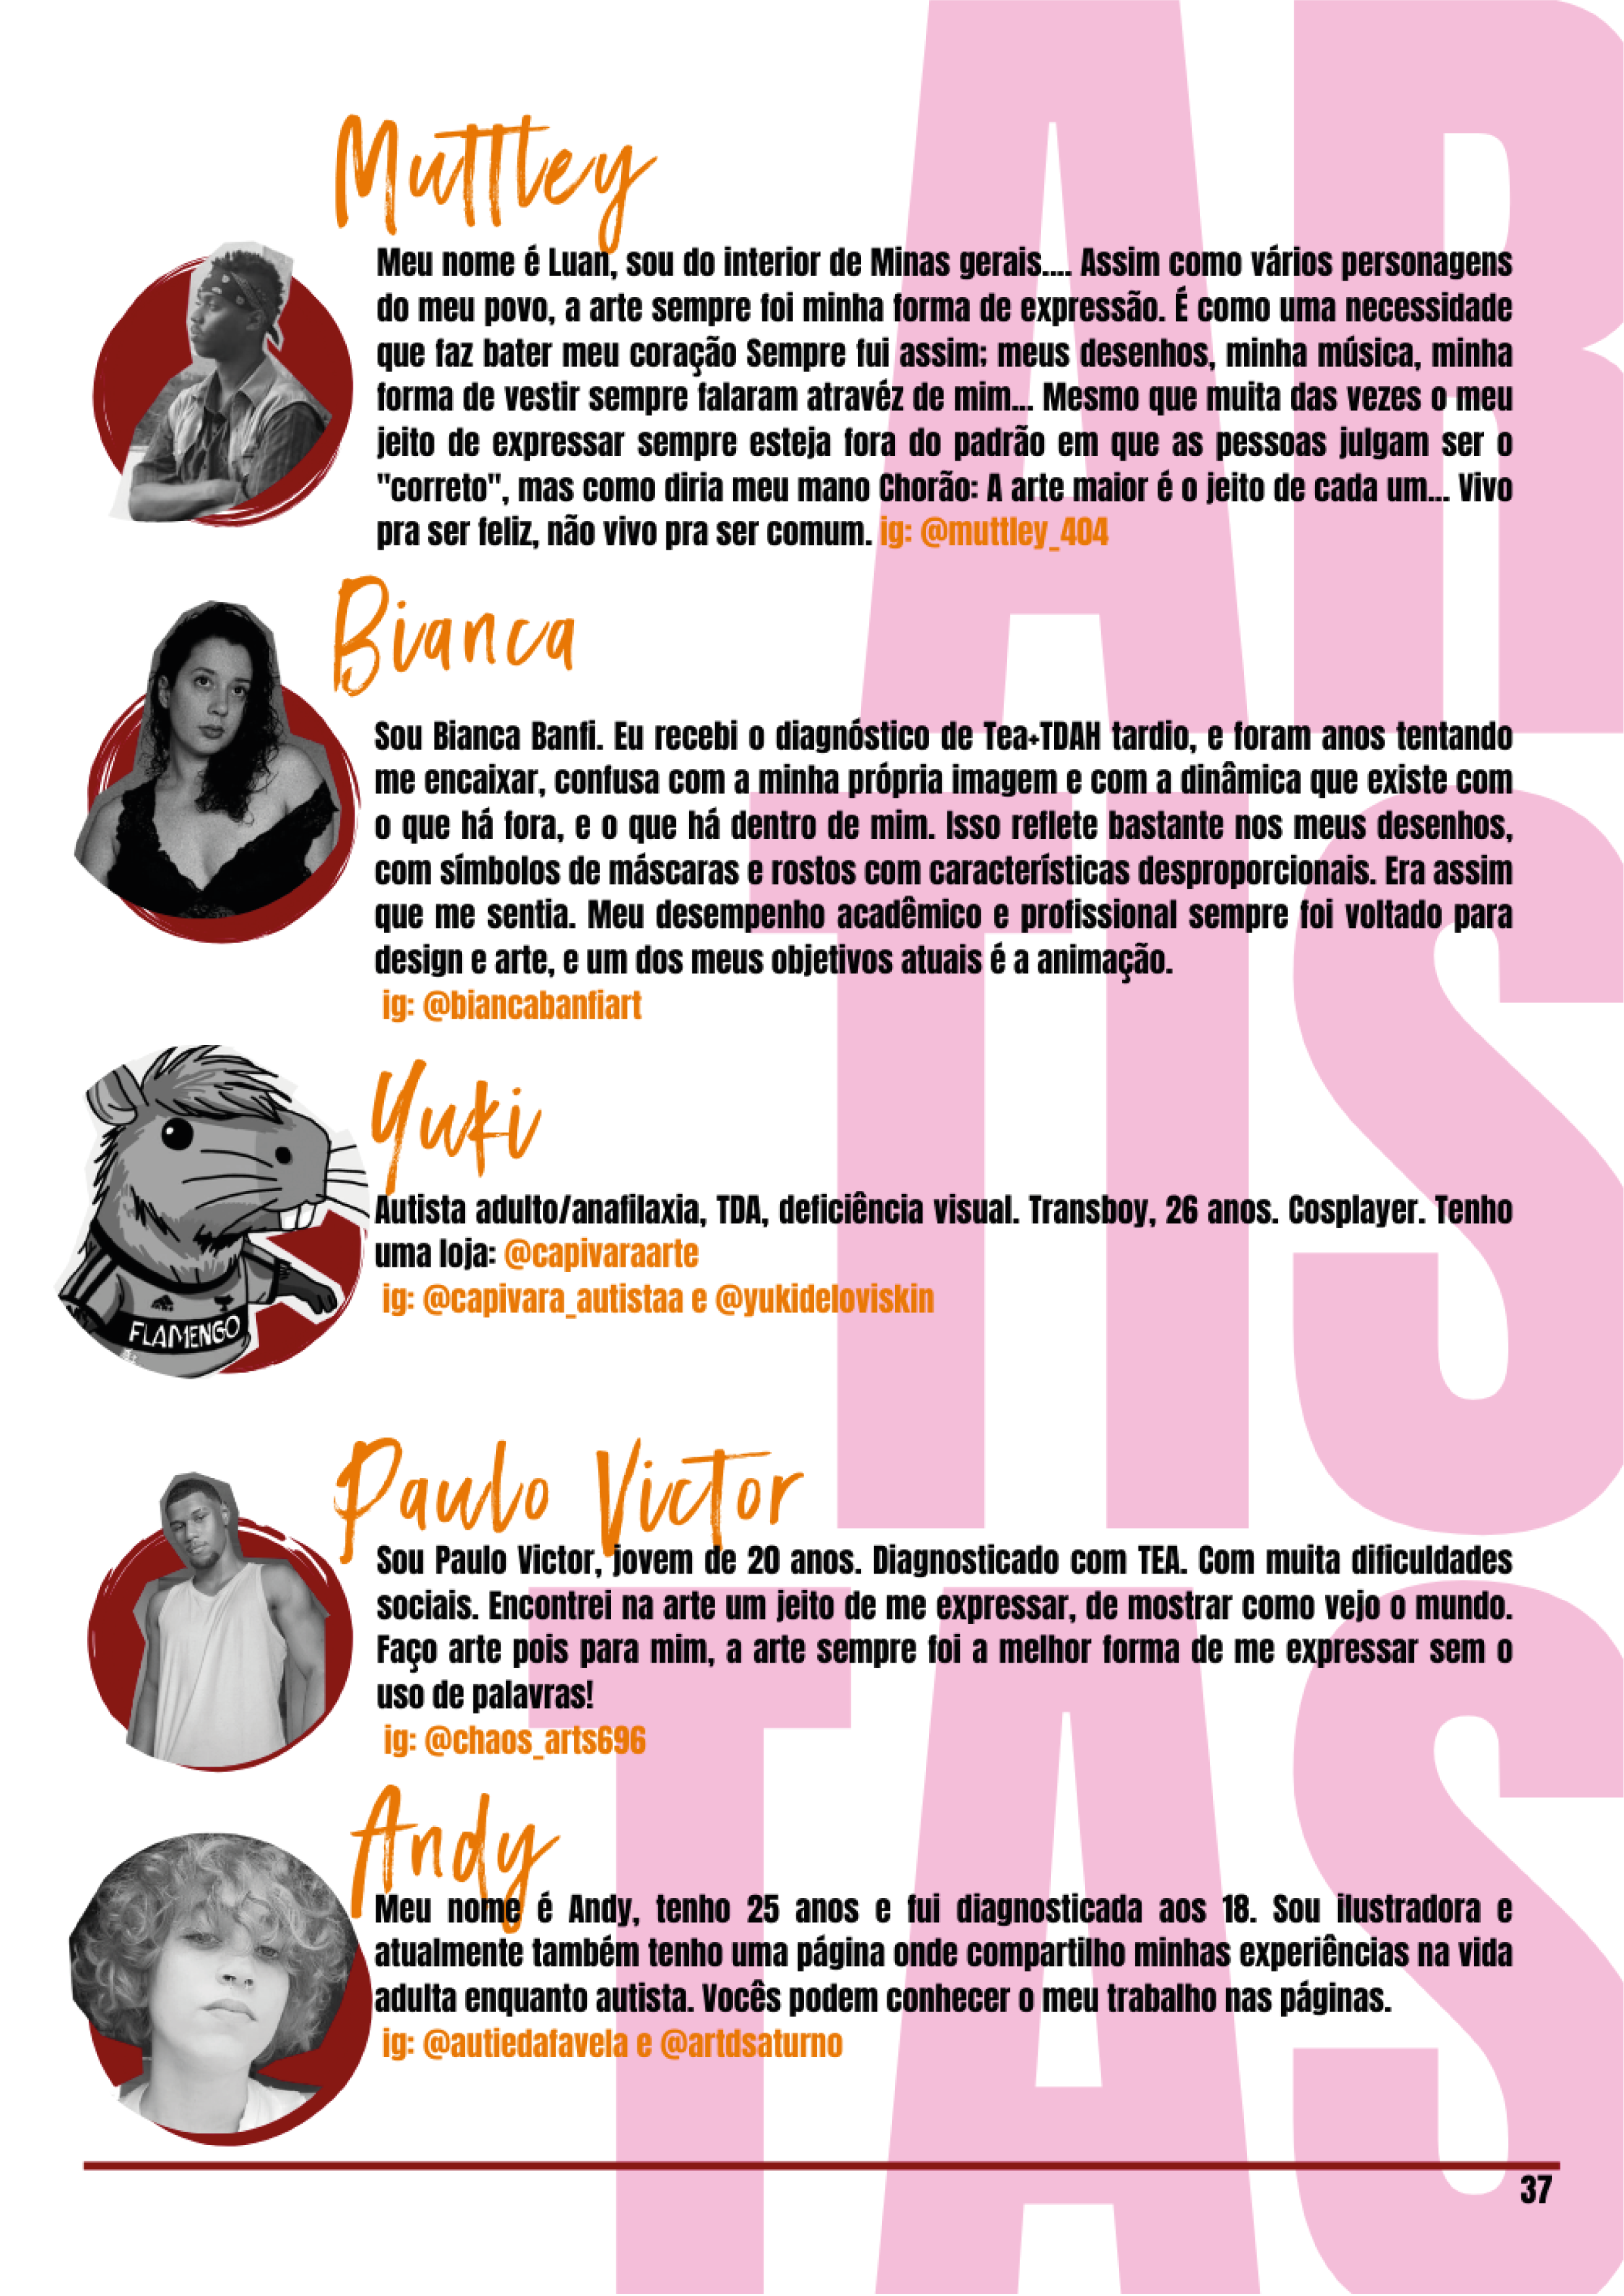 AR
TIS
TAS
Muttley
Meu nome é Luan, sou do interior de Minas gerais.... Assim como vários personagens
do meu povo, a arte sempre foi minha forma de expressão. É como uma necessidade
que faz bater meu coração Sempre fui assim; meus desenhos, minha música, minha
forma de vestir sempre falaram atravéz de mim... Mesmo que muita das vezes o meu
jeito de expressar sempre esteja fora do padrão em que as pessoas julgam ser o
"correto", mas como diria meu mano Chorão: A arte maior é o jeito de cada um... Vivo
pra ser feliz, não vivo pra ser comum. ig: @muttley_404
Bianca
Sou Bianca Banfi. Eu recebi o diagnóstico de Tea+TDAH tardio, e foram anos tentando
me encaixar, confusa com a minha própria imagem e com a dinâmica que existe com
o que há fora, e o que há dentro de mim. Isso reflete bastante nos meus desenhos,
com símbolos de máscaras e rostos com características desproporcionais. Era assim
que me sentia. Meu desempenho acadêmico e profissional sempre foi voltado para
design e arte, e um dos meus objetivos atuais é a animação.
ig: @biancabanfiart
Yuki
Autista adulto/anafilaxia, TDA, deficiência visual. Transboy, 26 anos. Cosplayer. Tenho
uma loja: @capivaraarte
ig: @capivara_autistaa e @yukideloviskin
FLAMENGO
Paulo Victor
Sou Paulo Victor, jovem de 20 anos. Diagnosticado com TEA. Com muita dificuldades
sociais. Encontrei na arte um jeito de me expressar, de mostrar como vejo o mundo.
Faço arte pois para mim, a arte sempre foi a melhor forma de me expressar sem o
uso de palavras!
ig: @chaos_arts696
Andy
Meu nome é Andy, tenho 25 anos e fui diagnosticada aos 18. Sou ilustradora e
atualmente também tenho uma página onde compartilho minhas experiências na vida
adulta enquanto autista. Vocês podem conhecer o meu trabalho nas páginas.
ig: @autiedafavela e @artdsaturno
37